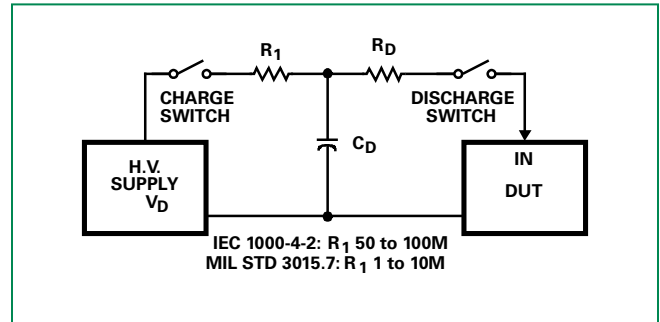 R1
RD
CHARGE
SWITCH
DISCHARGE
SWITCH
CD
H.V.
SUPPLY
VD
IN
DUT
IEC 1000-4-2: R1 50 to 100M
MIL STD 3015.7: R1 1 to 10M